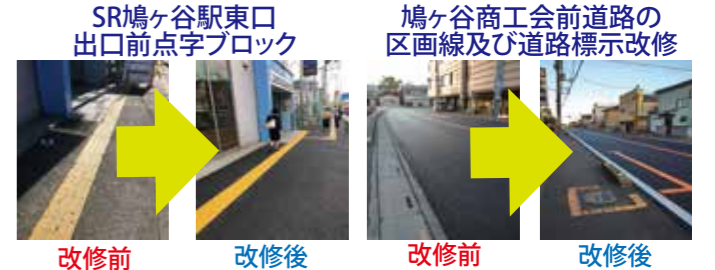 SR鳩ヶ谷駅東口
出口前点字ブロック
鳩ヶ谷商工会前道路の
区画線及び道路標示改修
改修前
改修後
改修前
改修後